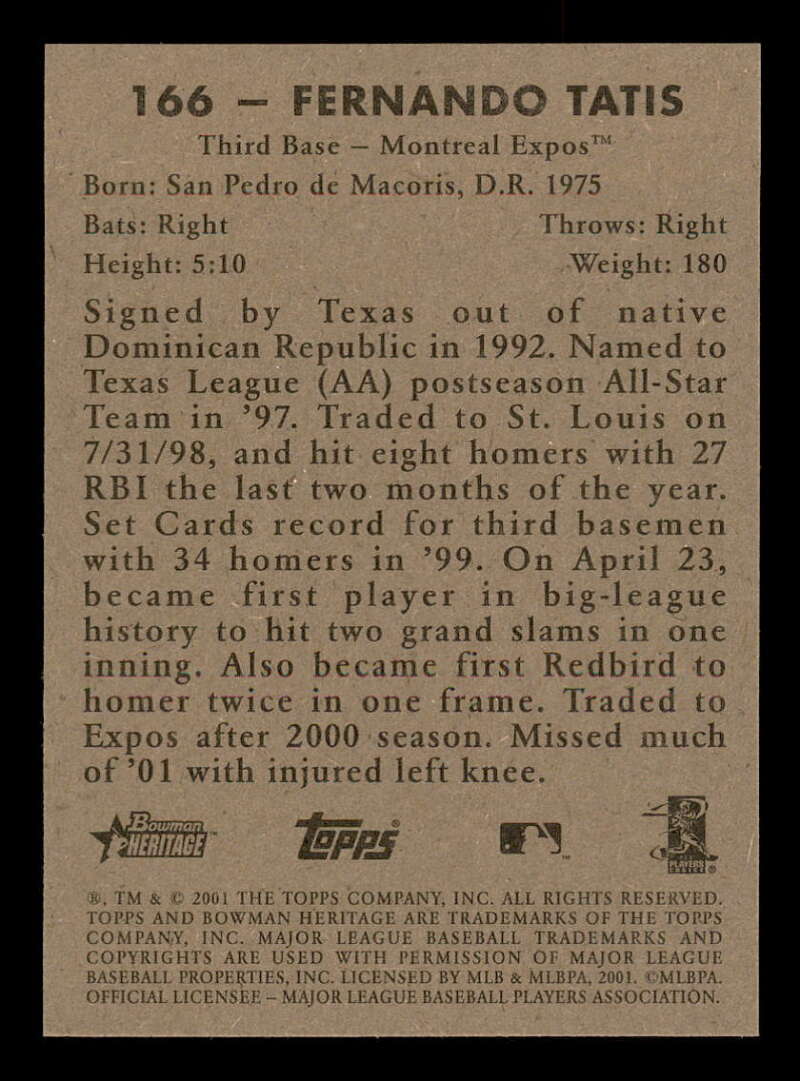 166 – FERNANDO TATIS
Third Base – Montreal Expos™
Born: San Pedro de Macoris, D.R. 1975
Bats: Right Throws: Right
Height: 5:10 Weight: 180
Signed by Texas out of native
Dominican Republic in 1992. Named to
Texas League (AA) postseason All-Star
Team in ’97. Traded to St. Louis on
7/31/98, and hit eight homers with 27
RBI the last two months of the year.
Set Cards record for third basemen
with 34 homers in ’99. On April 23,
became first player in big-league
history to hit two grand slams in one
inning. Also became first Redbird to
homer twice in one frame. Traded to
Expos after 2000 season. Missed much
of ’01 with injured left knee.
Bowman HERITAGE™ Topps® ™ PLAYERS CHOICE®
®, TM & © 2001 THE TOPPS COMPANY, INC. ALL RIGHTS RESERVED.
TOPPS AND BOWMAN HERITAGE ARE TRADEMARKS OF THE TOPPS
COMPANY, INC. MAJOR LEAGUE BASEBALL TRADEMARKS AND
COPYRIGHTS ARE USED WITH PERMISSION OF MAJOR LEAGUE
BASEBALL PROPERTIES, INC. LICENSED BY MLB & MLBPA, 2001. ©MLBPA.
OFFICIAL LICENSEE – MAJOR LEAGUE BASEBALL PLAYERS ASSOCIATION.